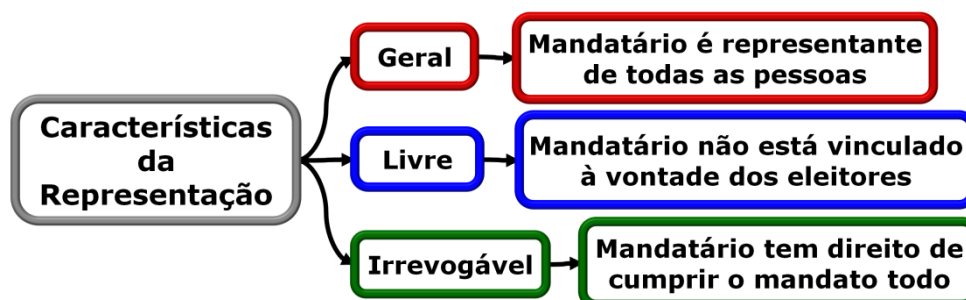 Características
da
Representação
Geral
Mandatário é representante
de todas as pessoas
Livre
Mandatário não está vinculado
à vontade dos eleitores
Irrevogável
Mandatário tem direito de
cumprir o mandato todo